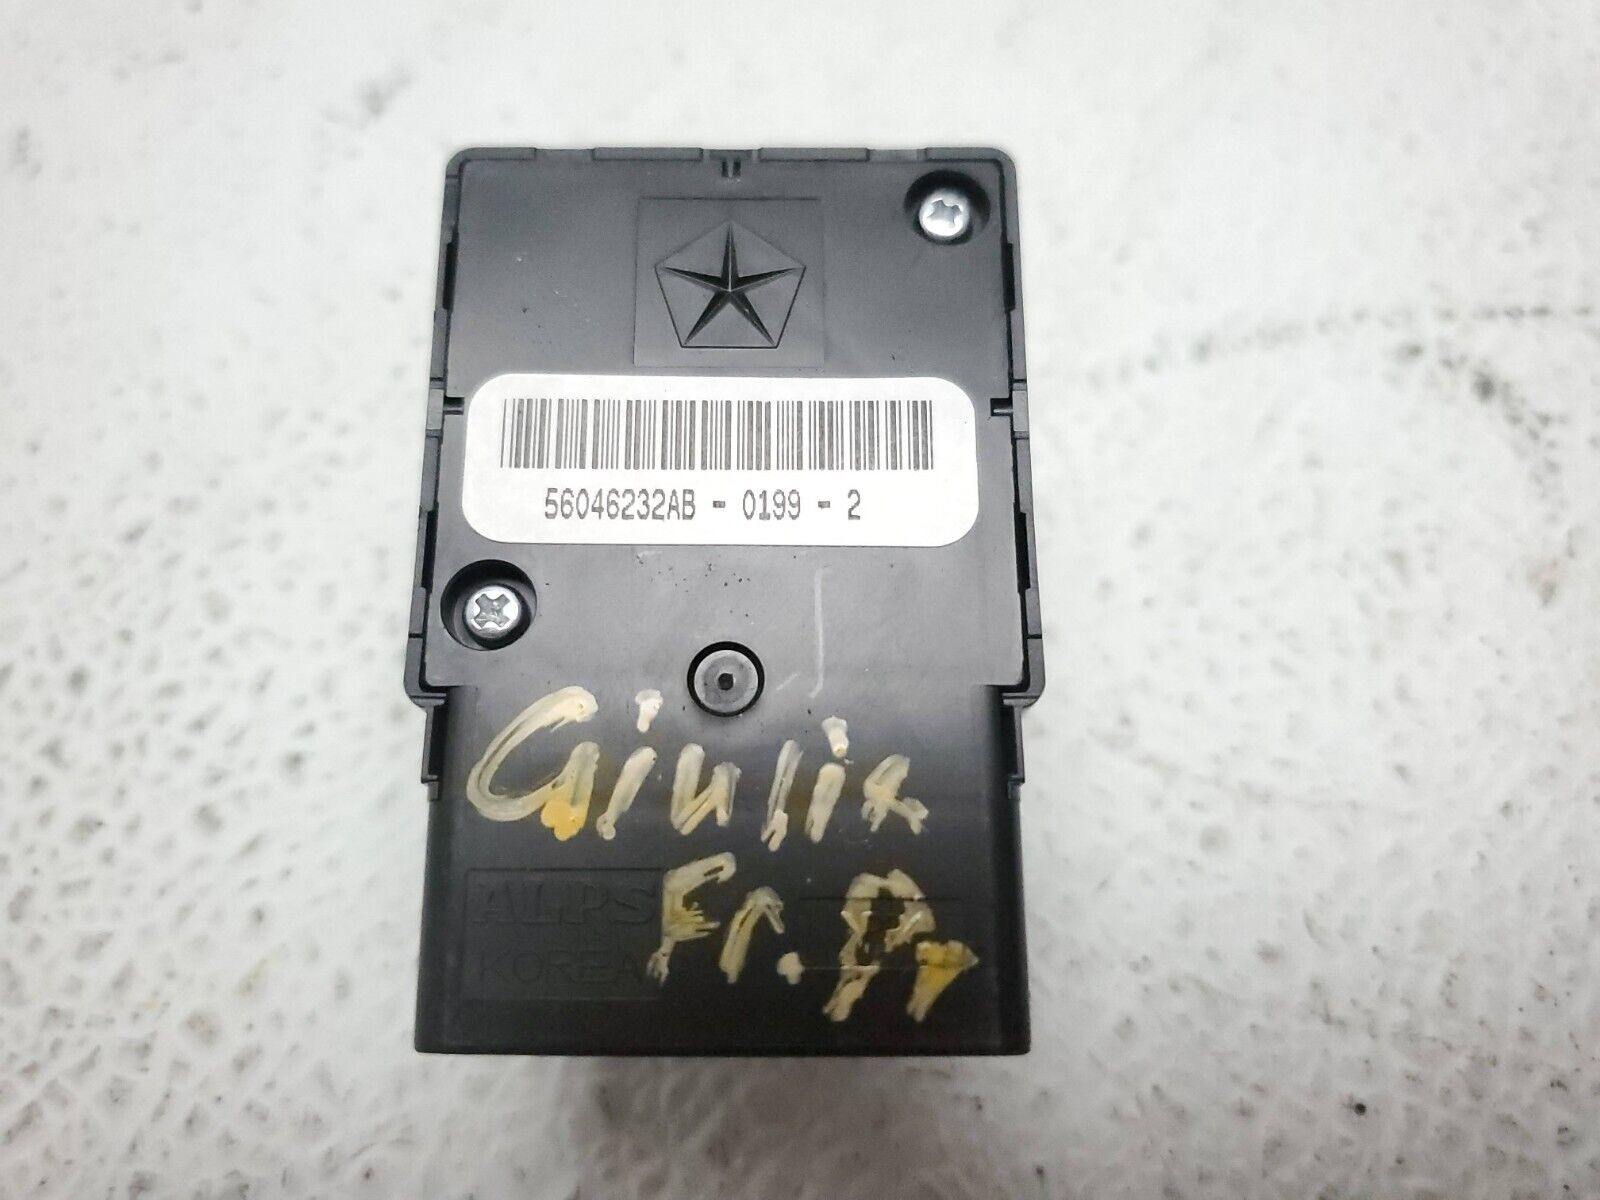 56046232AB - 0199 - 2
Giulia
ALPS
KOREA
Fr.